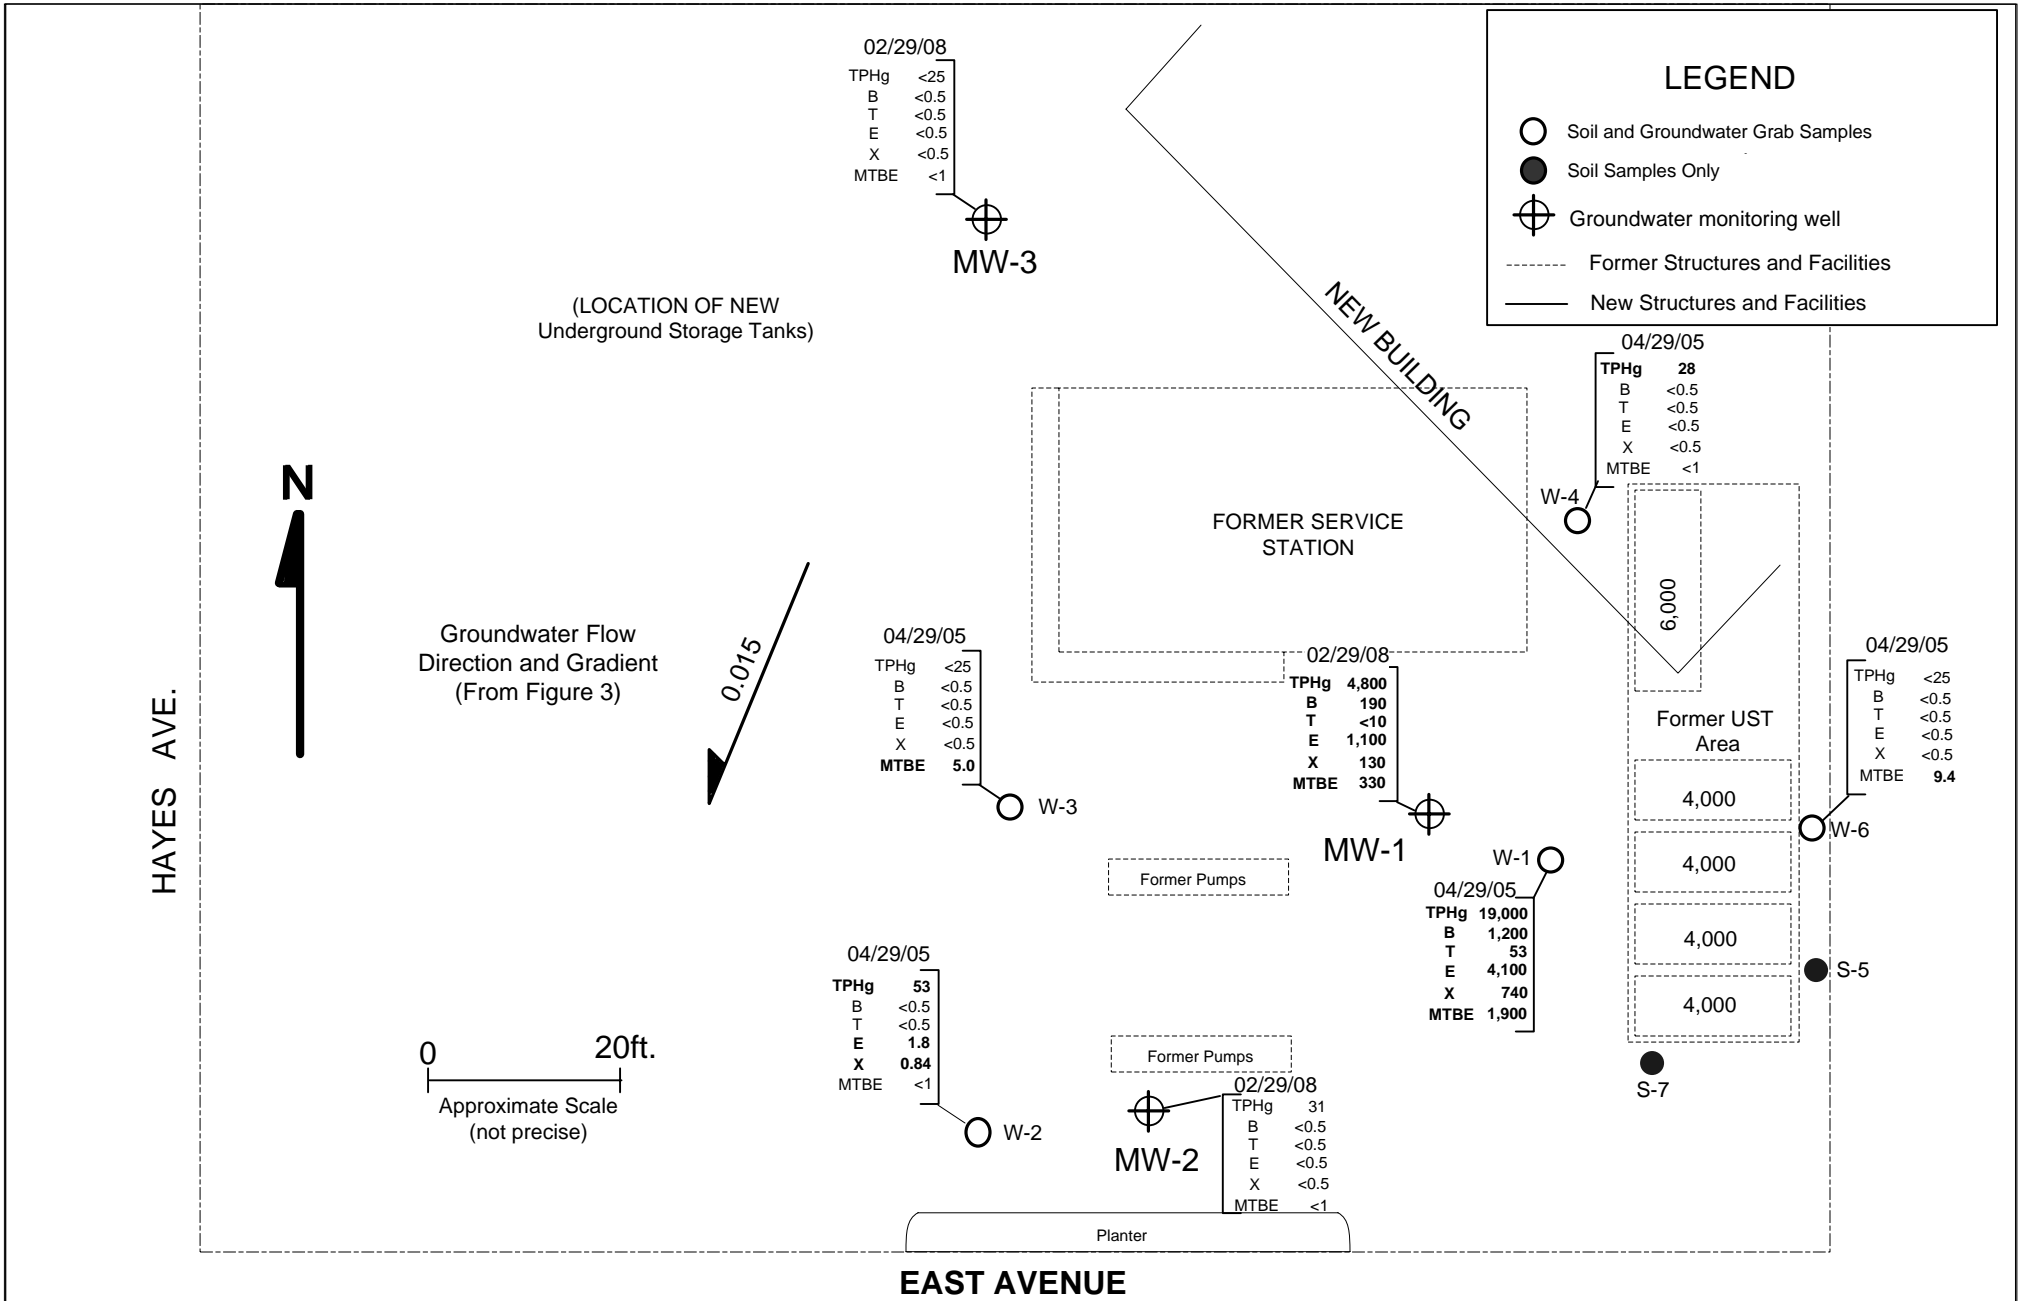 02/29/08
TPHg <25
B <0.5
T <0.5
E <0.5
X <0.5
MTBE <1
MW-3
LEGEND
Soil and Groundwater Grab Samples
Soil Samples Only
Groundwater monitoring well
Former Structures and Facilities
New Structures and Facilities
(LOCATION OF NEW
Underground Storage Tanks)
NEW BUILDING
04/29/05
TPHg 28
B <0.5
T <0.5
E <0.5
X <0.5
MTBE <1
W-4
N
FORMER SERVICE
STATION
6,000
Groundwater Flow
Direction and Gradient
(From Figure 3)
0.015
HAYES AVE.
04/29/05
TPHg <25
B <0.5
T <0.5
E <0.5
X <0.5
MTBE 5.0
W-3
02/29/08
TPHg 4,800
B 190
T <10
E 1,100
X 130
MTBE 330
MW-1
04/29/05
TPHg <25
B <0.5
T <0.5
E <0.5
X <0.5
MTBE 9.4
W-6
Former UST
Area
4,000
4,000
4,000
4,000
Former Pumps
W-1
04/29/05
TPHg 19,000
B 1,200
T 53
E 4,100
X 740
MTBE 1,900
S-5
S-7
04/29/05
TPHg 53
B <0.5
T <0.5
E 1.8
X 0.84
MTBE <1
W-2
0 20ft.
Approximate Scale
(not precise)
Former Pumps
MW-2
02/29/08
TPHg 31
B <0.5
T <0.5
E <0.5
X <0.5
MTBE <1
Planter
EAST AVENUE